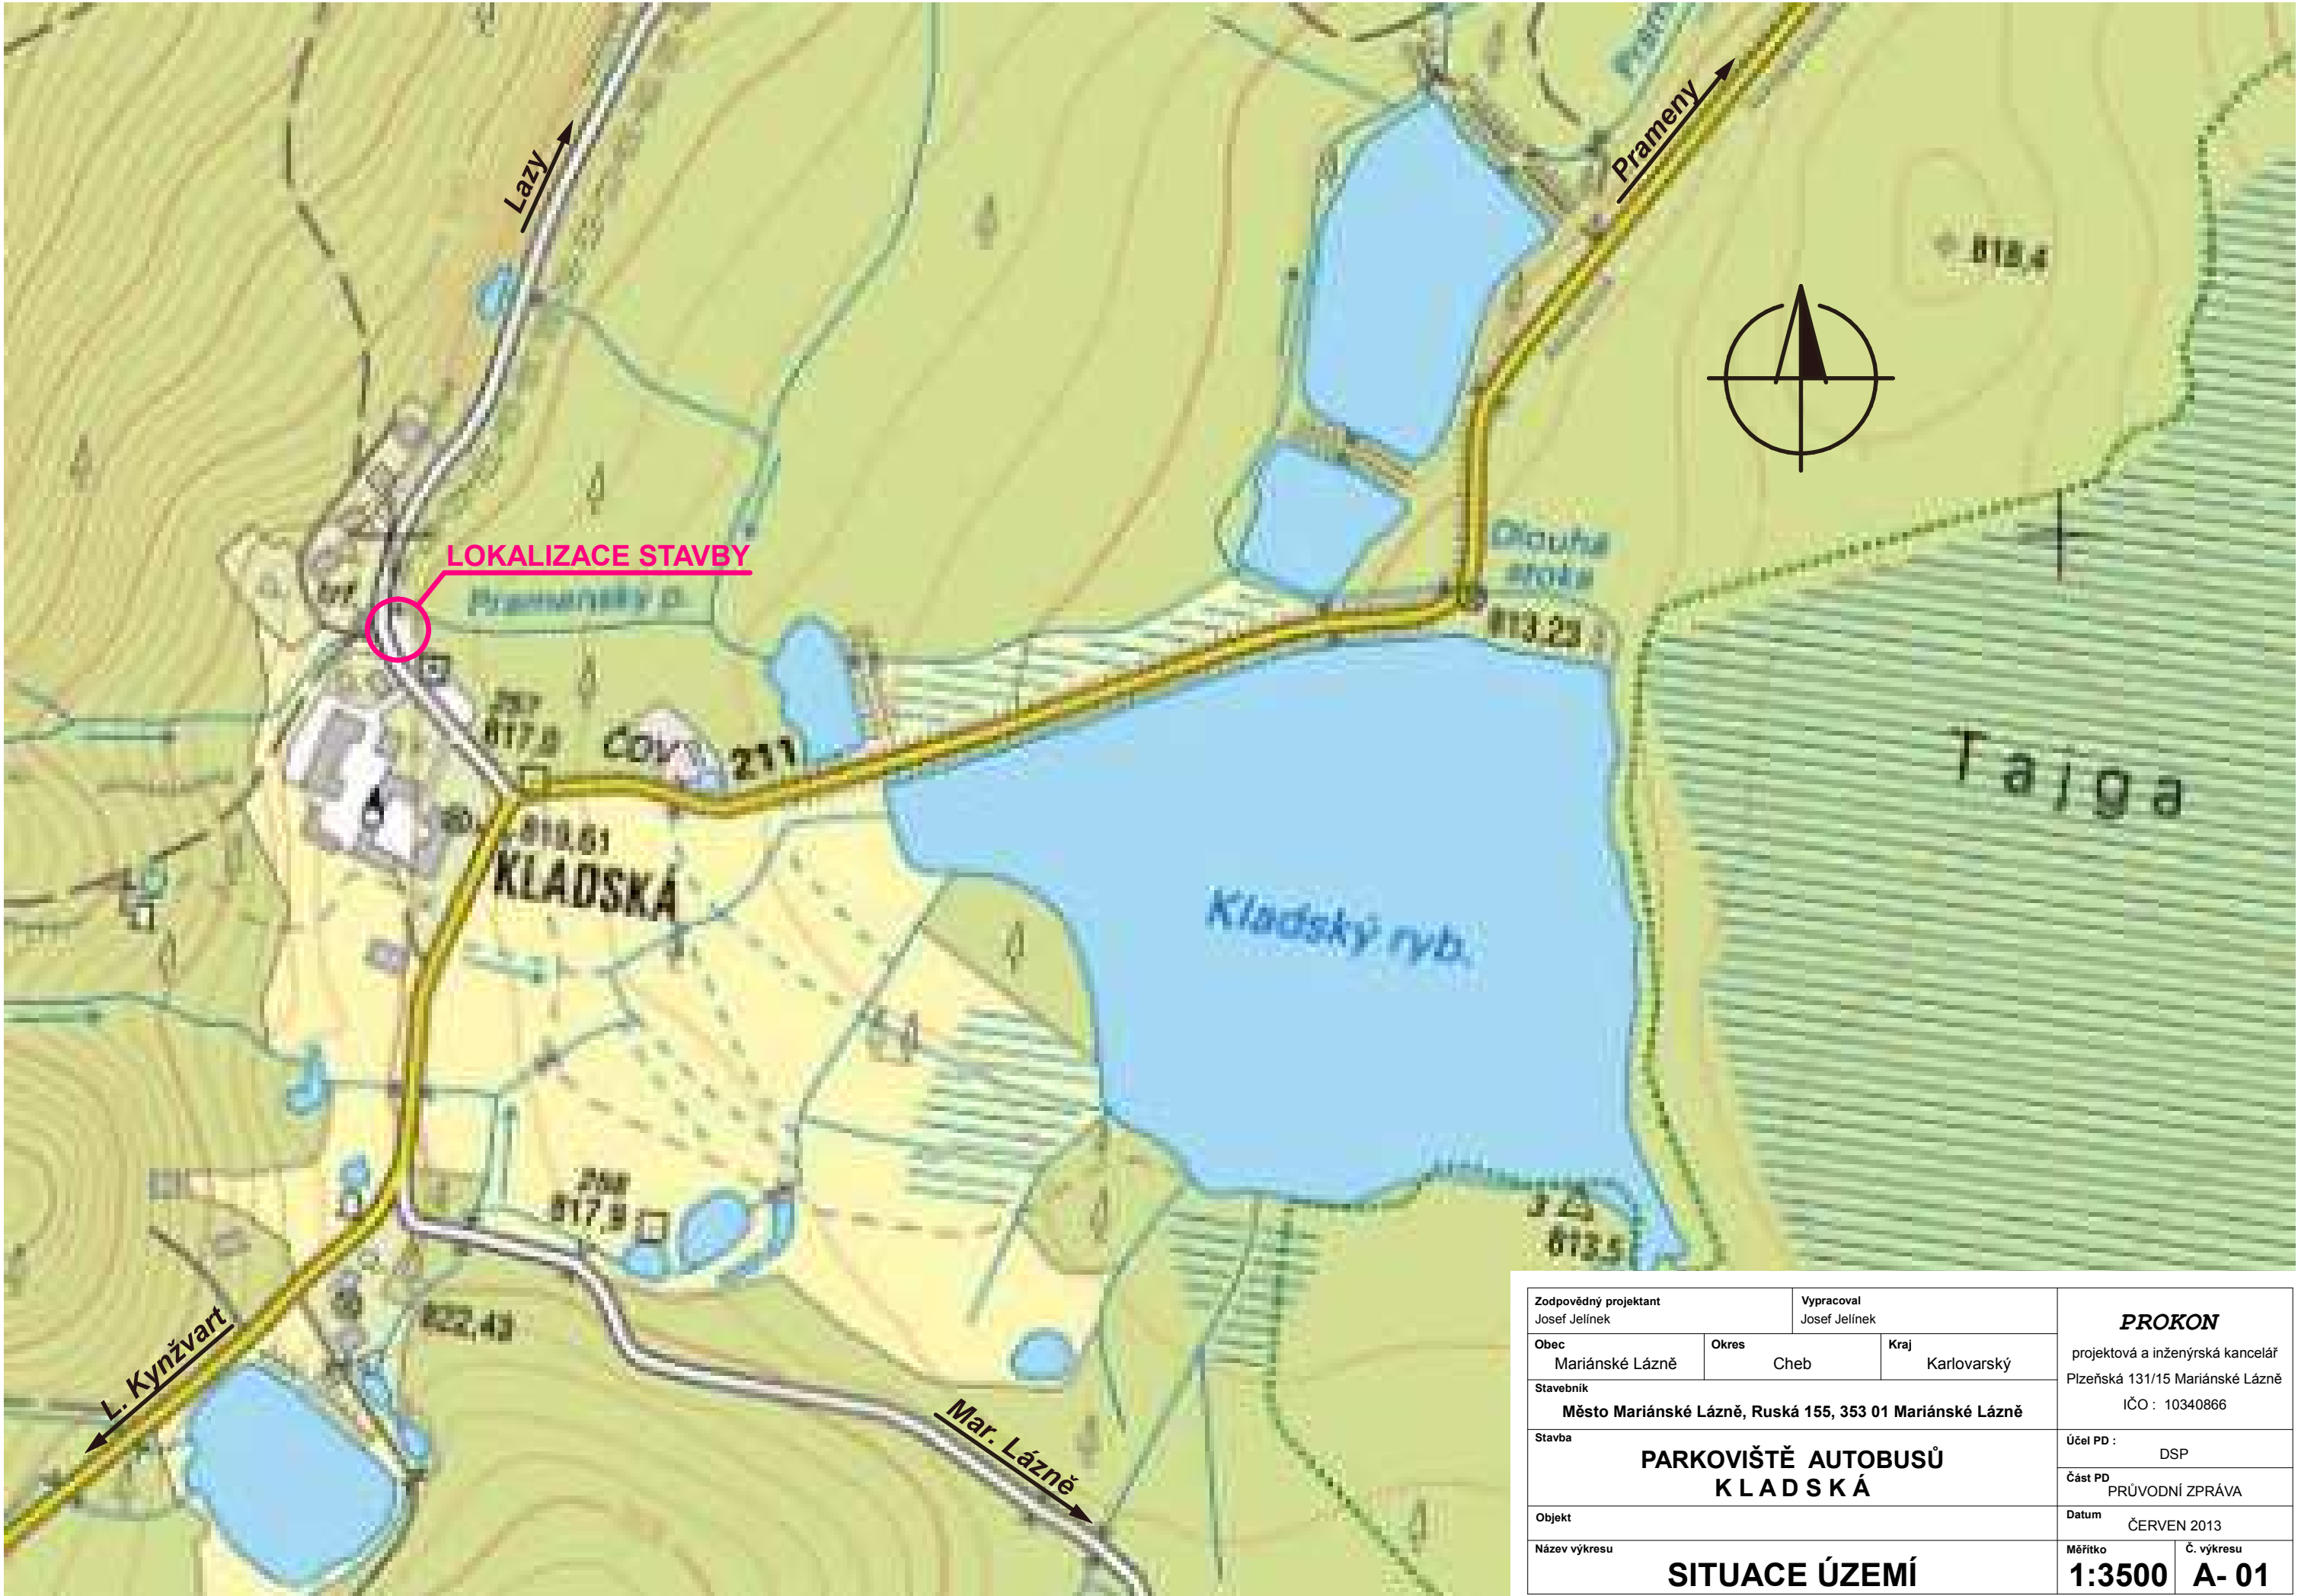 Lazy
Prameny
818,4
LOKALIZACE STAVBY
Pramenský p.
Dlouhá
stoka
813.23
257
817,9
ČOV
211
Tajga
819,61
KLADSKÁ
Kladský ryb.
258
817,9
3
813,5
822,43
L. Kynžvart
Mar. Lázně
Zodpovědný projektant
Josef Jelínek
Vypracoval
Josef Jelínek
Obec
Mariánské Lázně
Okres
Cheb
Kraj
Karlovarský
Stavebník
Město Mariánské Lázně, Ruská 155, 353 01 Mariánské Lázně
Stavba
PARKOVIŠTĚ AUTOBUSŮ
K L A D S K Á
Objekt
Název výkresu
SITUACE ÚZEMÍ
PROKON
projektová a inženýrská kancelář
Plzeňská 131/15 Mariánské Lázně
IČO : 10340866
Účel PD :
DSP
Část PD
PRŮVODNÍ ZPRÁVA
Datum
ČERVEN 2013
Měřítko
1:3500
Č. výkresu
A- 01